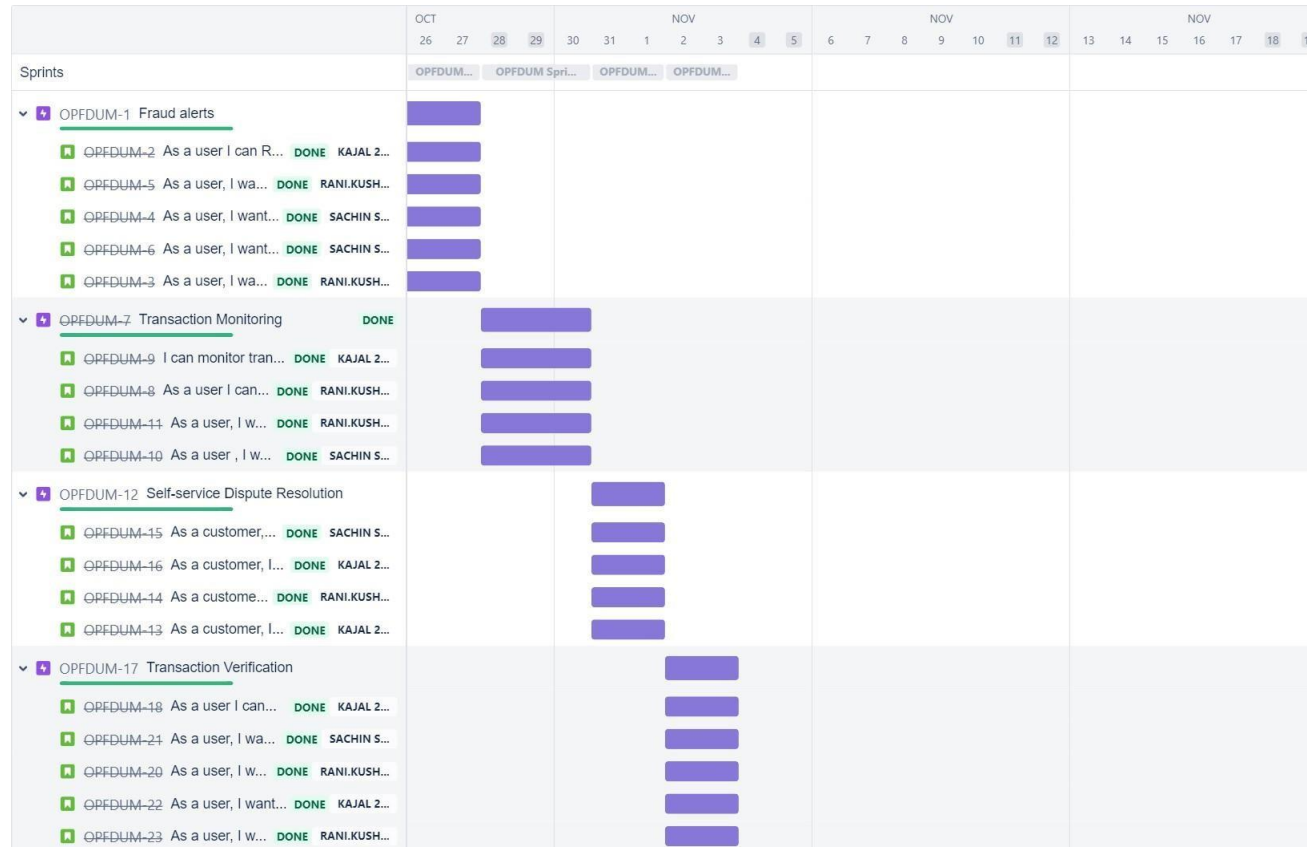 OCT NOV NOV NOV
26 27 28 29 30 31 1 2 3 4 5 6 7 8 9 10 11 12 13 14 15 16 17 18
Sprints OPFDUM... OPFDUM Spri... OPFDUM... OPFDUM...
OPFDUM-1 Fraud alerts
OPFDUM-2 As a user I can R... DONE KAJAL 2...
OPFDUM-5 As a user, I wa... DONE RANI.KUSH...
OPFDUM-4 As a user, I want... DONE SACHIN S...
OPFDUM-6 As a user, I want... DONE SACHIN S...
OPFDUM-3 As a user, I wa... DONE RANI.KUSH...
OPFDUM-7 Transaction Monitoring DONE
OPFDUM-9 I can monitor tran... DONE KAJAL 2...
OPFDUM-8 As a user I can... DONE RANI.KUSH...
OPFDUM-11 As a user, I w... DONE RANI.KUSH...
OPFDUM-10 As a user , I w... DONE SACHIN S...
OPFDUM-12 Self-service Dispute Resolution
OPFDUM-15 As a customer,... DONE SACHIN S...
OPFDUM-16 As a customer, I... DONE KAJAL 2...
OPFDUM-14 As a custome... DONE RANI.KUSH...
OPFDUM-13 As a customer, I... DONE KAJAL 2...
OPFDUM-17 Transaction Verification
OPFDUM-18 As a user I can... DONE KAJAL 2...
OPFDUM-21 As a user, I wa... DONE SACHIN S...
OPFDUM-20 As a user, I w... DONE RANI.KUSH...
OPFDUM-22 As a user, I want... DONE KAJAL 2...
OPFDUM-23 As a user, I w... DONE RANI.KUSH...